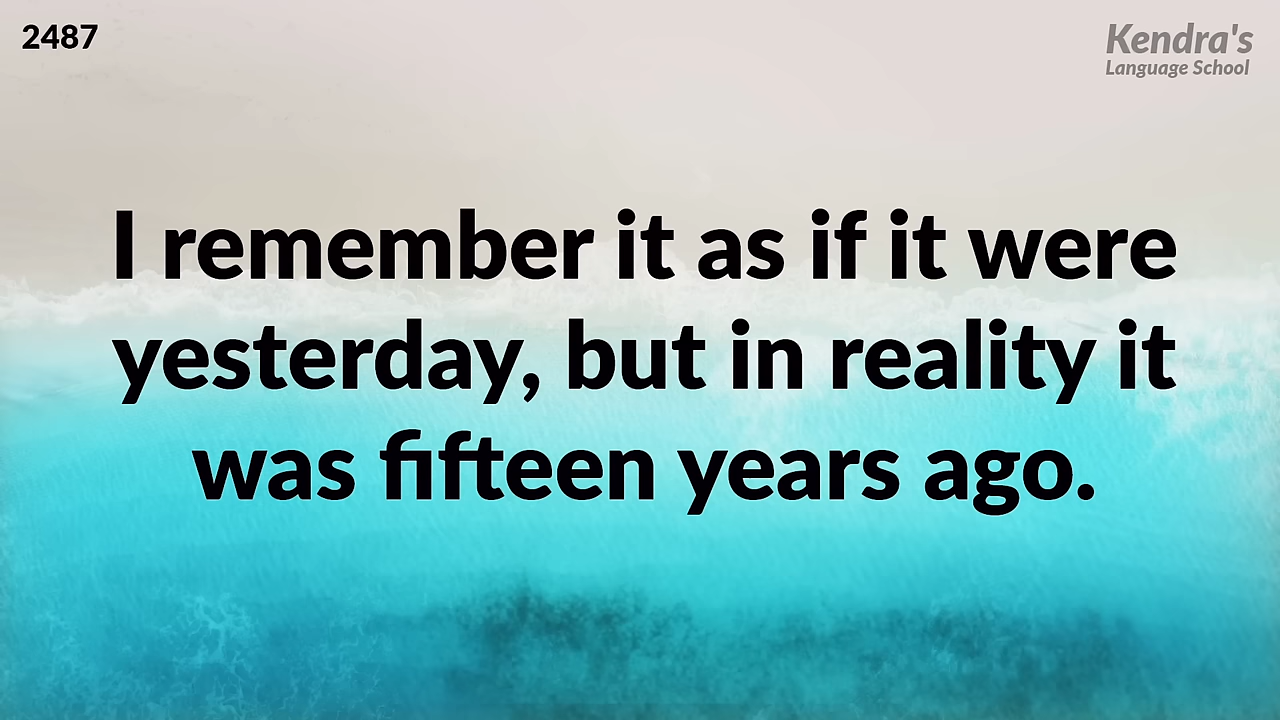 2487
Kendra's
Language School
I remember it as if it were
yesterday, but in reality it
was fifteen years ago.